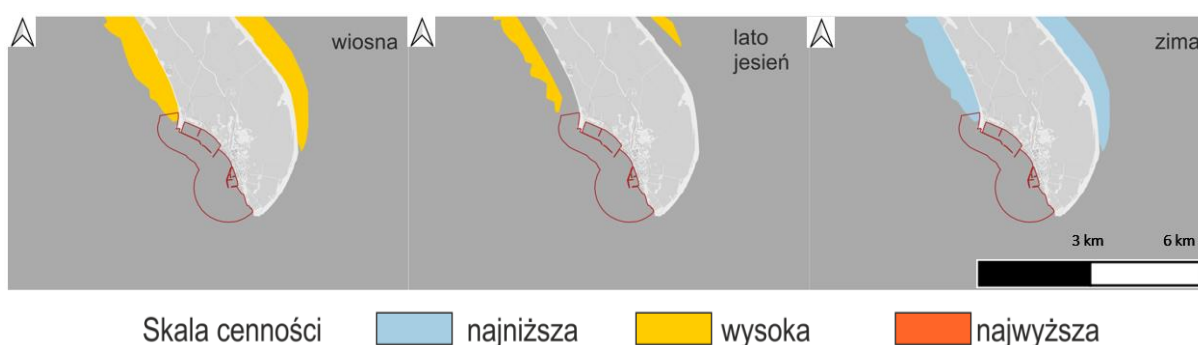 wiosna
lato
jesień
zima
3 km 6 km
Skala cenności najniższa wysoka najwyższa